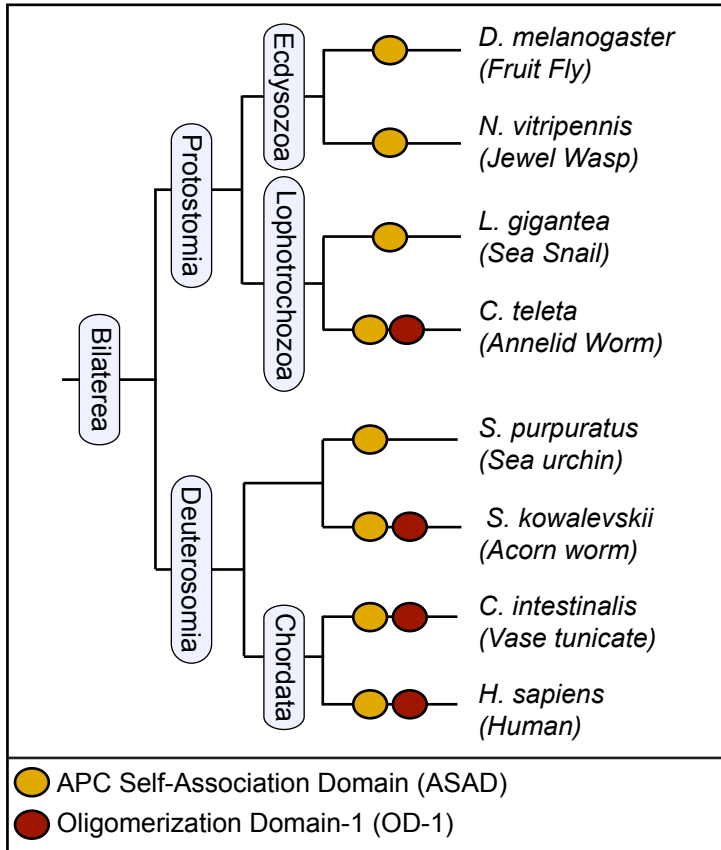 D. melanogaster
(Fruit Fly)
N. vitripennis
(Jewel Wasp)
L. gigantea
(Sea Snail)
C. teleta
(Annelid Worm)
S. purpuratus
(Sea urchin)
S. kowalevskii
(Acorn worm)
C. intestinalis
(Vase tunicate)
H. sapiens
(Human)
Ecdysozoa
Protostomia
Lophotrochozoa
Bilaterea
Deuterosomia
Chordata
APC Self-Association Domain (ASAD)
Oligomerization Domain-1 (OD-1)